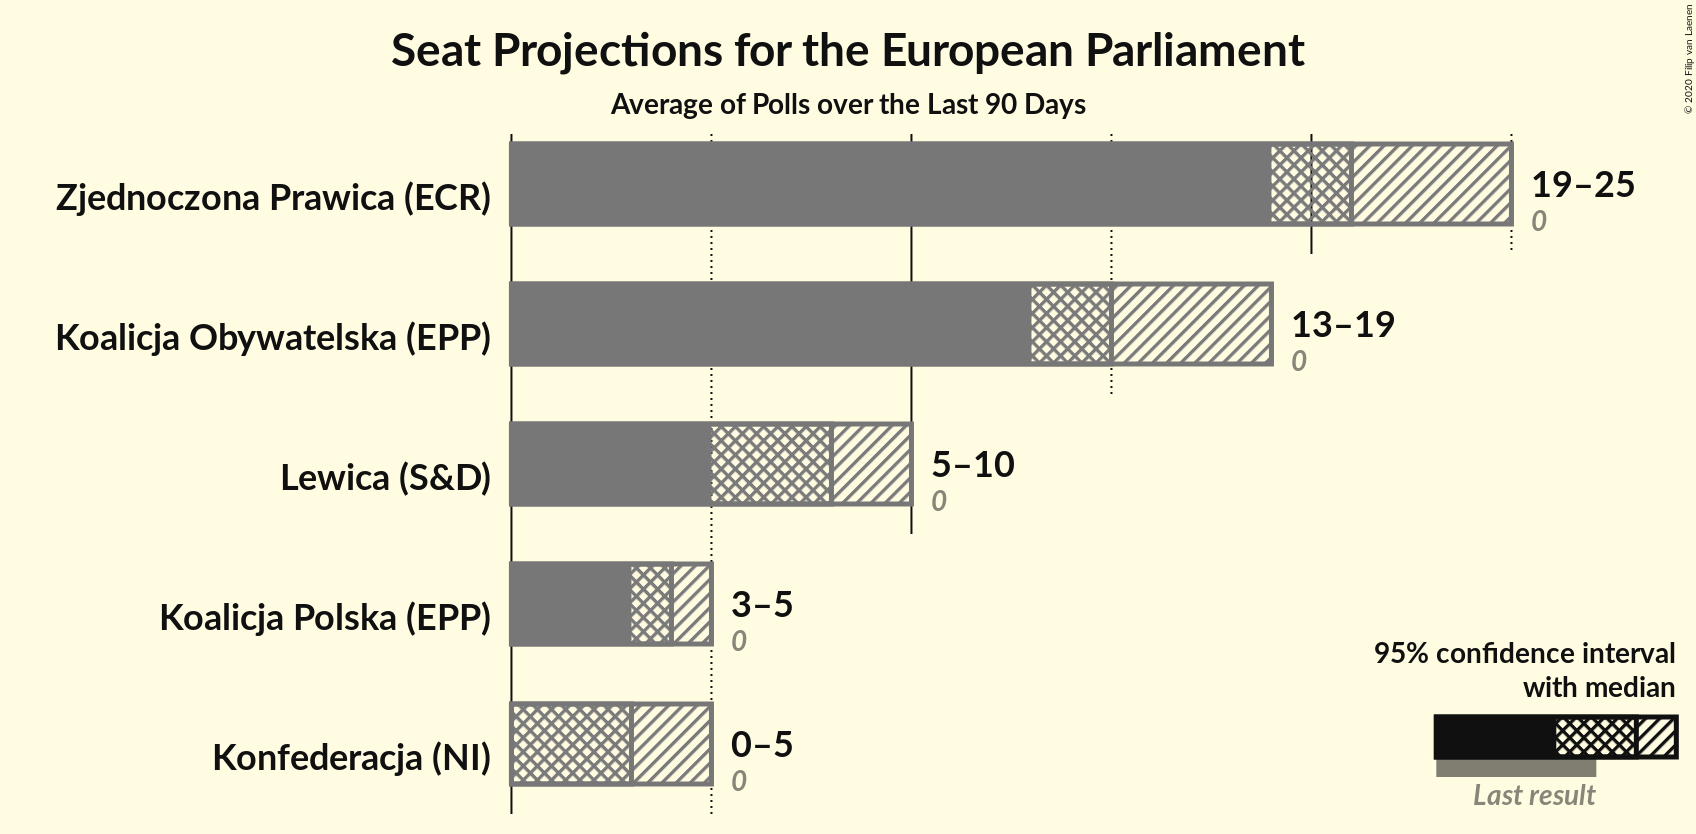 Seat Projections for the European Parliament
Average of Polls over the Last 90 Days
© 2020 Filip van Laenen
Zjednoczona Prawica (ECR)
19–25
0
Koalicja Obywatelska (EPP)
13–19
0
Lewica (S&D)
5–10
0
Koalicja Polska (EPP)
3–5
0
Konfederacja (NI)
0–5
0
95% confidence interval
with median
Last result